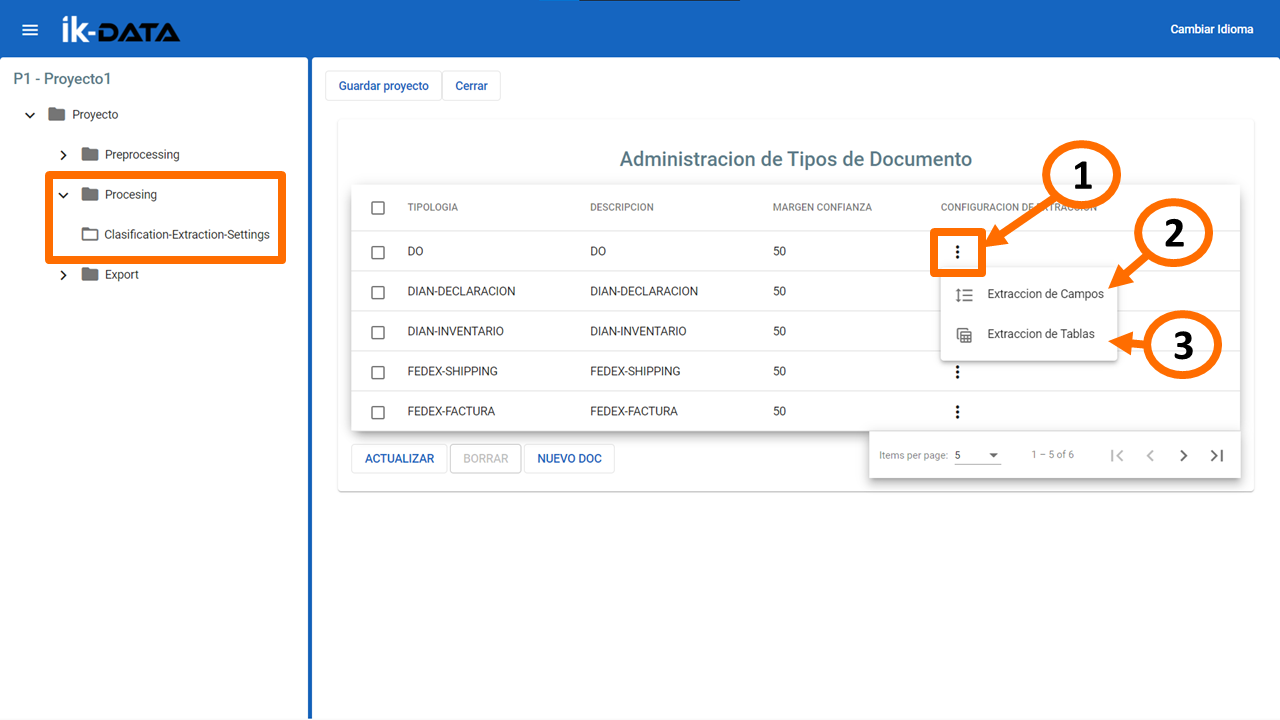 ik-DATA
Cambiar Idioma
P1 - Proyecto1
Proyecto
Preprocessing
Procesing
Clasification-Extraction-Settings
Export
Guardar proyecto
Cerrar
Administracion de Tipos de Documento
1
TIPOLOGIA DESCRIPCION MARGEN CONFIANZA CONFIGURACION DE EXTRACCION
2
DO DO 50
DIAN-DECLARACION DIAN-DECLARACION 50
Extraccion de Campos
DIAN-INVENTARIO DIAN-INVENTARIO 50
Extraccion de Tablas
3
FEDEX-SHIPPING FEDEX-SHIPPING 50
FEDEX-FACTURA FEDEX-FACTURA 50
ACTUALIZAR BORRAR NUEVO DOC
Items per page: 5 1 – 5 of 6